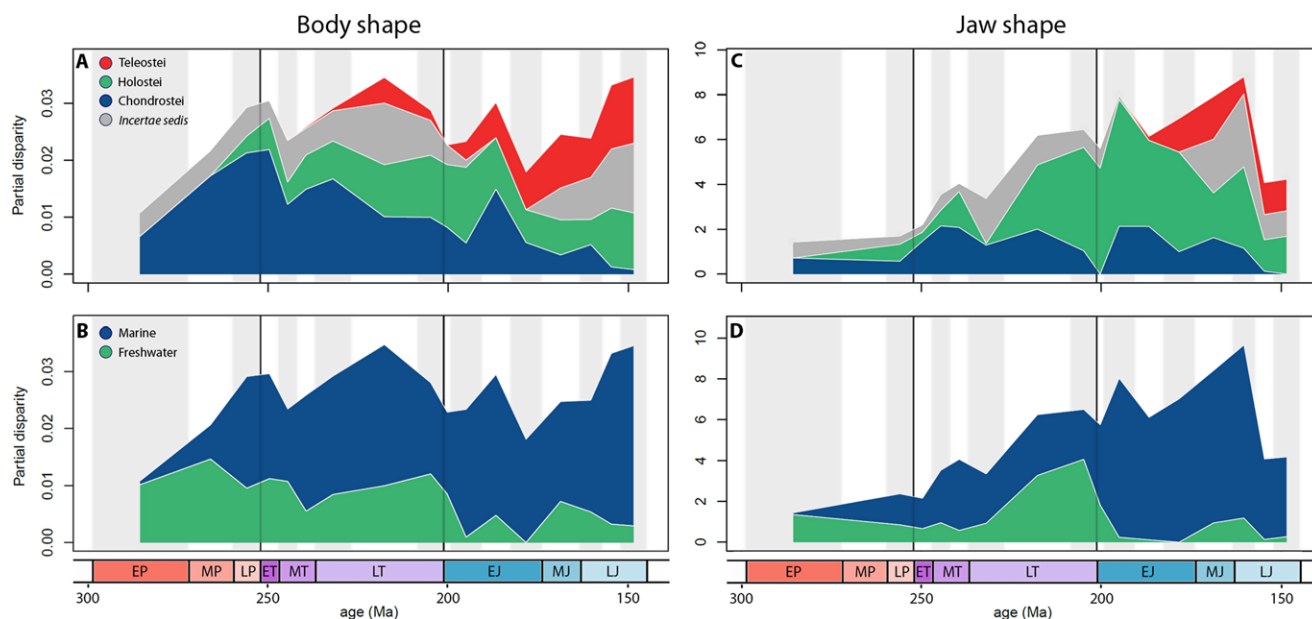 Body shape
Jaw shape
A
Teleostei
Holostei
Chondrostei
Incertae sedis
Partial disparity
0.03
0.02
0.01
0.00
C
10
8
6
4
2
0
B
Marine
Freshwater
Partial disparity
0.03
0.02
0.01
0.00
D
10
8
6
4
2
0
EP MP LP ET MT LT EJ MJ LJ
300 250 200 150
age (Ma)
EP MP LP ET MT LT EJ MJ LJ
300 250 200 150
age (Ma)